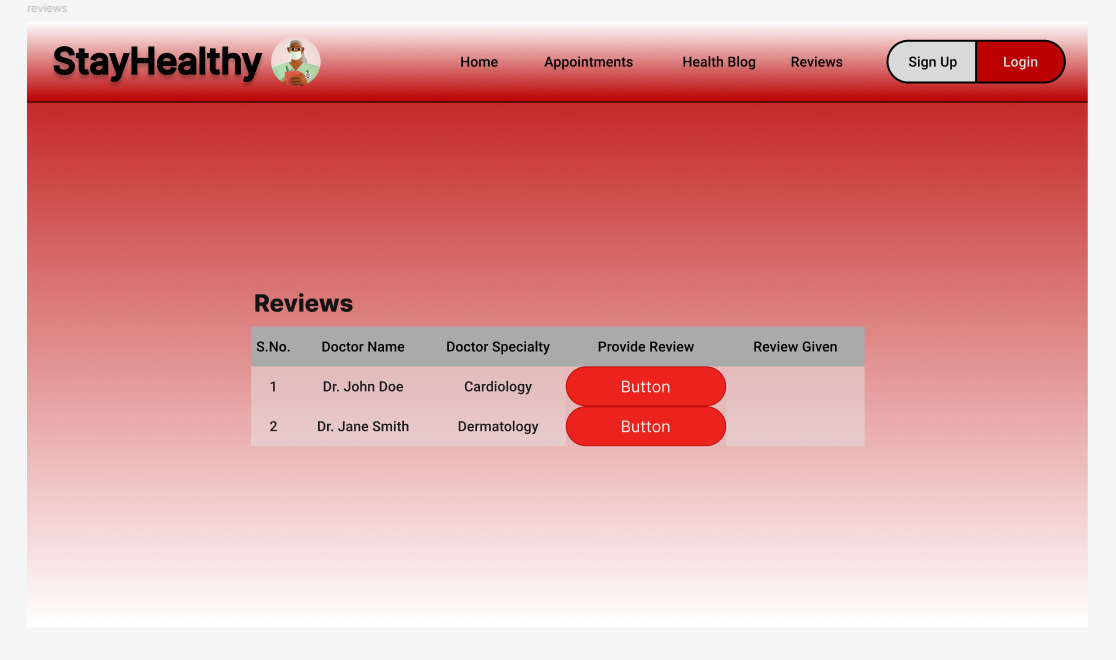 reviews
StayHealthy Home Appointments Health Blog Reviews Sign Up Login
Reviews
S.No. Doctor Name Doctor Specialty Provide Review Review Given
1 Dr. John Doe Cardiology Button
2 Dr. Jane Smith Dermatology Button